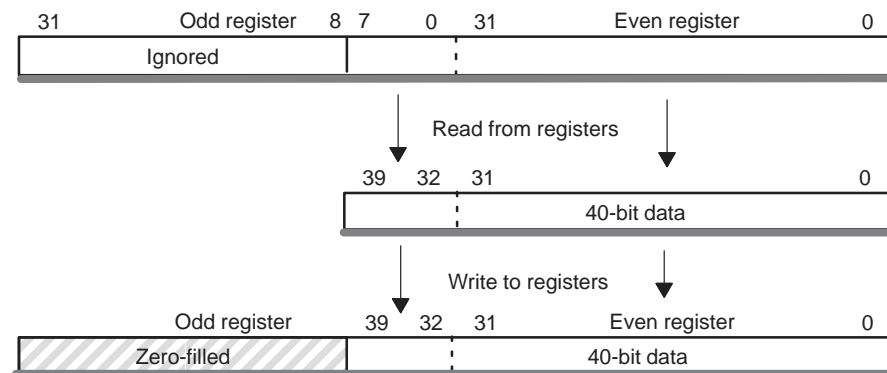 31 Odd register 8 7 0 31 Even register 0
Ignored
Read from registers
39 32 31 0
40-bit data
Write to registers
Odd register 39 32 31 Even register 0
Zero-filled 40-bit data